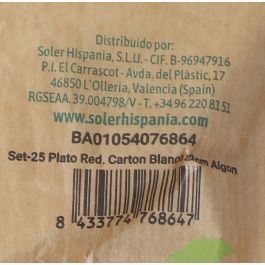 Distribuido por:
Soler Hispania, S.L.U. - CIF. B-96947916
P.I. El Carrascot - Avda. del Plàstic, 17
46850 L'Olleria, Valencia (Spain)
RGSEAA. 39.004798/V - T. +34 96 220 81 51
www.solerhispania.com
BA01054076864
Set-25 Plato Red. Carton Blanco Algon
8 433774 768647